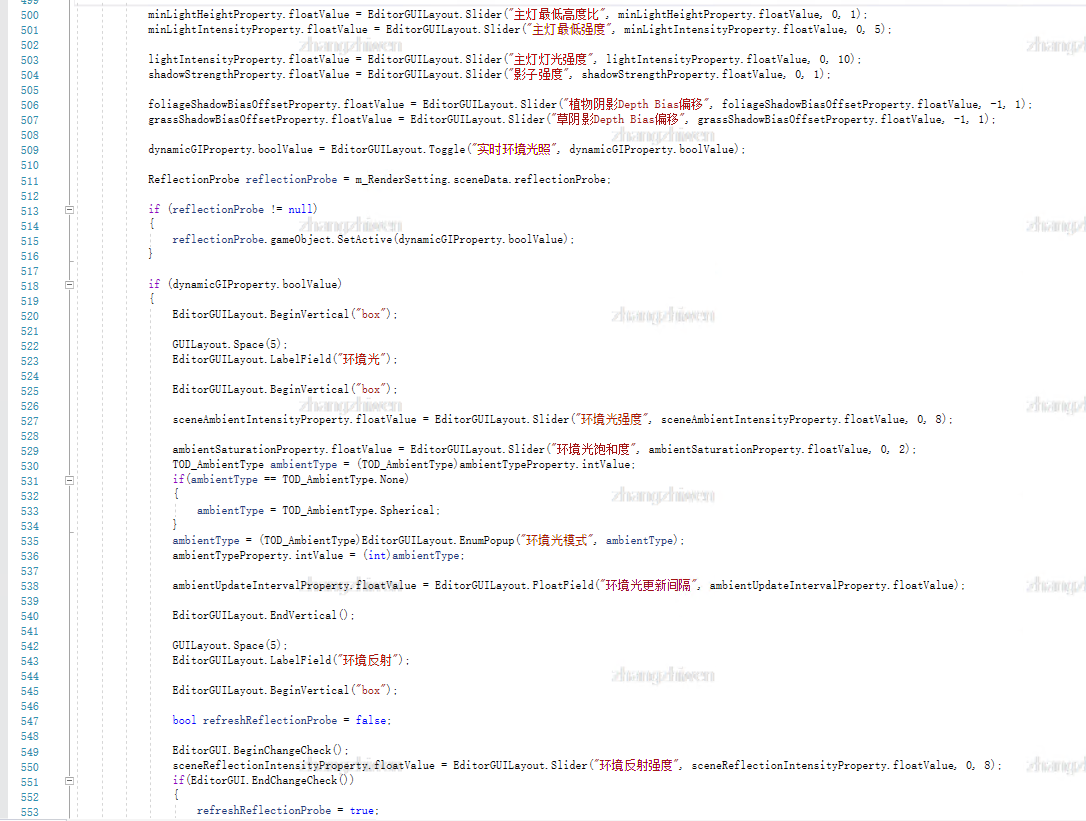 499
500 minLightHeightProperty.floatValue = EditorGUILayout.Slider("主灯最低高度比", minLightHeightProperty.floatValue, 0, 1);
501 minLightIntensityProperty.floatValue = EditorGUILayout.Slider("主灯最低强度", minLightIntensityProperty.floatValue, 0, 5);
502
503 lightIntensityProperty.floatValue = EditorGUILayout.Slider("主灯灯光强度", lightIntensityProperty.floatValue, 0, 10);
504 shadowStrengthProperty.floatValue = EditorGUILayout.Slider("影子强度", shadowStrengthProperty.floatValue, 0, 1);
505
506 foliageShadowBiasOffsetProperty.floatValue = EditorGUILayout.Slider("植物阴影Depth Bias偏移", foliageShadowBiasOffsetProperty.floatValue, -1, 1);
507 grassShadowBiasOffsetProperty.floatValue = EditorGUILayout.Slider("草阴影Depth Bias偏移", grassShadowBiasOffsetProperty.floatValue, -1, 1);
508
509 dynamicGIProperty.boolValue = EditorGUILayout.Toggle("实时环境光照", dynamicGIProperty.boolValue);
510
511 ReflectionProbe reflectionProbe = m_RenderSetting.sceneData.reflectionProbe;
512
513 if (reflectionProbe != null)
514 {
515 reflectionProbe.gameObject.SetActive(dynamicGIProperty.boolValue);
516 }
517
518 if (dynamicGIProperty.boolValue)
519 {
520 EditorGUILayout.BeginVertical("box");
521
522 GUILayout.Space(5);
523 EditorGUILayout.LabelField("环境光");
524
525 EditorGUILayout.BeginVertical("box");
526
527 sceneAmbientIntensityProperty.floatValue = EditorGUILayout.Slider("环境光强度", sceneAmbientIntensityProperty.floatValue, 0, 8);
528
529 ambientSaturationProperty.floatValue = EditorGUILayout.Slider("环境光饱和度", ambientSaturationProperty.floatValue, 0, 2);
530 TOD_AmbientType ambientType = (TOD_AmbientType)ambientTypeProperty.intValue;
531 if(ambientType == TOD_AmbientType.None)
532 {
533 ambientType = TOD_AmbientType.Spherical;
534 }
535 ambientType = (TOD_AmbientType)EditorGUILayout.EnumPopup("环境光模式", ambientType);
536 ambientTypeProperty.intValue = (int)ambientType;
537
538 ambientUpdateIntervalProperty.floatValue = EditorGUILayout.FloatField("环境光更新间隔", ambientUpdateIntervalProperty.floatValue);
539
540 EditorGUILayout.EndVertical();
541
542 GUILayout.Space(5);
543 EditorGUILayout.LabelField("环境反射");
544
545 EditorGUILayout.BeginVertical("box");
546
547 bool refreshReflectionProbe = false;
548
549 EditorGUI.BeginChangeCheck();
550 sceneReflectionIntensityProperty.floatValue = EditorGUILayout.Slider("环境反射强度", sceneReflectionIntensityProperty.floatValue, 0, 8);
551 if(EditorGUI.EndChangeCheck())
552 {
553 refreshReflectionProbe = true;